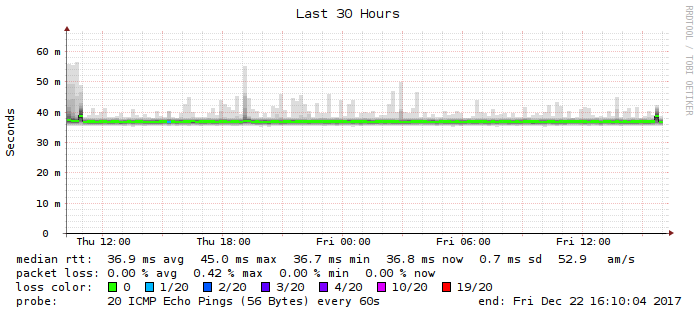 Last 30 Hours
RRDTOOL / TOBI OETIKER
Seconds
60 m
50 m
40 m
30 m
20 m
10 m
0
Thu 12:00 Thu 18:00 Fri 00:00 Fri 06:00 Fri 12:00
median rtt: 36.9 ms avg 45.0 ms max 36.7 ms min 36.8 ms now 0.7 ms sd 52.9 am/s
packet loss: 0.00 % avg 0.42 % max 0.00 % min 0.00 % now
loss color: 0 1/20 2/20 3/20 4/20 10/20 19/20
probe: 20 ICMP Echo Pings (56 Bytes) every 60s end: Fri Dec 22 16:10:04 2017